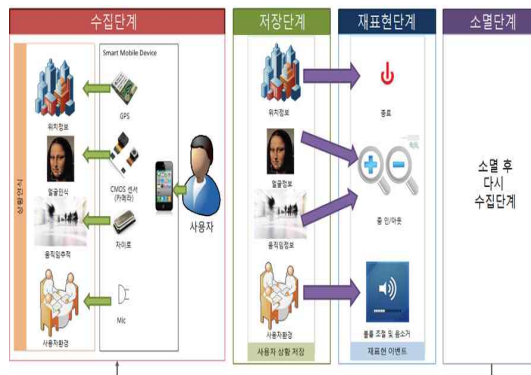 수집단계
상황인식
위치정보
얼굴인식
움직임추적
사용자환경
Smart Mobile Device
GPS
CMOS 센서
(카메라)
자이로
Mic
사용자
저장단계
위치정보
얼굴정보
움직임정보
사용자환경
사용자 상황 저장
재표현단계
종료
줌 인/아웃
볼륨 조절 및 음소거
재표현 이벤트
소멸단계
소멸 후
다시
수집단계